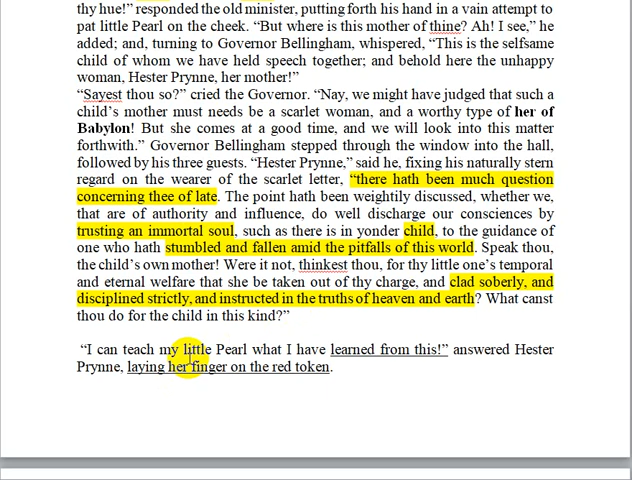 thy hue!” responded the old minister, putting forth his hand in a vain attempt to
pat little Pearl on the cheek. “But where is this mother of thine? Ah! I see,” he
added; and, turning to Governor Bellingham, whispered, “This is the selfsame
child of whom we have held speech together; and behold here the unhappy
woman, Hester Prynne, her mother!”
“Sayest thou so?” cried the Governor. “Nay, we might have judged that such a
child’s mother must needs be a scarlet woman, and a worthy type of her of
Babylon! But she comes at a good time, and we will look into this matter
forthwith.” Governor Bellingham stepped through the window into the hall,
followed by his three guests. “Hester Prynne,” said he, fixing his naturally stern
regard on the wearer of the scarlet letter, “there hath been much question
concerning thee of late. The point hath been weightily discussed, whether we,
that are of authority and influence, do well discharge our consciences by
trusting an immortal soul, such as there is in yonder child, to the guidance of
one who hath stumbled and fallen amid the pitfalls of this world. Speak thou,
the child’s own mother! Were it not, thinkest thou, for thy little one’s temporal
and eternal welfare that she be taken out of thy charge, and clad soberly, and
disciplined strictly, and instructed in the truths of heaven and earth? What canst
thou do for the child in this kind?”
“I can teach my little Pearl what I have learned from this!” answered Hester
Prynne, laying her finger on the red token.